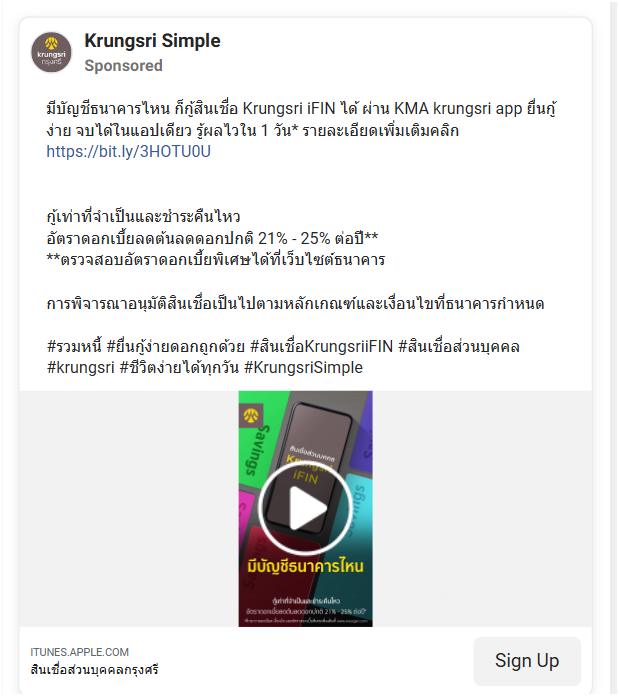 Krungsri Simple
Sponsored
krungsri
กรุงศรี
มีบัญชีธนาคารไหน ก็กู้สินเชื่อ Krungsri iFIN ได้ ผ่าน KMA krungsri app ยื่นกู้
ง่าย จบได้ในแอปเดียว รู้ผลไวใน 1 วัน* รายละเอียดเพิ่มเติมคลิก
https://bit.ly/3HOTU0U
กู้เท่าที่จำเป็นและชำระคืนไหว
อัตราดอกเบี้ยลดต้นลดดอกปกติ 21% - 25% ต่อปี**
**ตรวจสอบอัตราดอกเบี้ยพิเศษได้ที่เว็บไซต์ธนาคาร
การพิจารณาอนุมัติสินเชื่อเป็นไปตามหลักเกณฑ์และเงื่อนไขที่ธนาคารกำหนด
#รวมหนี้ #ยื่นกู้ง่ายดอกถูกด้วย #สินเชื่อKrungsriiFIN #สินเชื่อส่วนบุคคล
#krungsri #ชีวิตง่ายได้ทุกวัน #KrungsriSimple
Savings
สินเชื่อส่วนบุคคล
Krungsri
iFIN
Savings
มีบัญชีธนาคารไหน
กู้เท่าที่จำเป็นและชำระคืนไหว
อัตราดอกเบี้ยลดต้นลดดอกปกติ 21% - 25% ต่อปี*
ITUNES.APPLE.COM
สินเชื่อส่วนบุคคลกรุงศรี
Sign Up